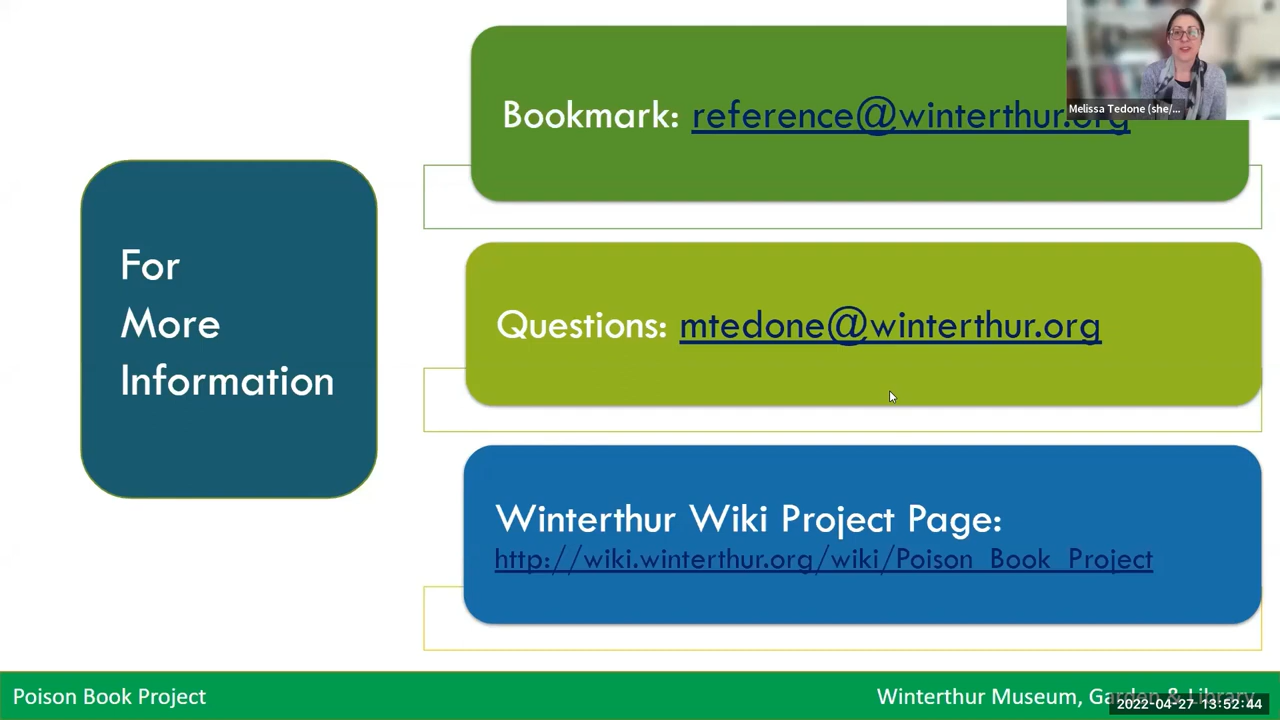 Bookmark: reference@winterthur.org
Melissa Tedone (she/...
For
More
Information
Questions: mtedone@winterthur.org
Winterthur Wiki Project Page:
http://wiki.winterthur.org/wiki/Poison_Book_Project
Poison Book Project
Winterthur Museum, Garden & Library
2022-04-27 13:52:44